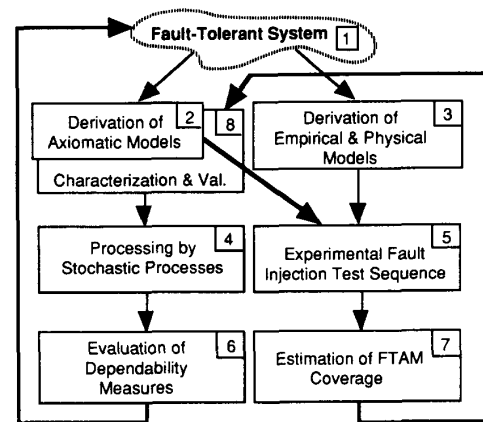 Fault-Tolerant System 1
Derivation of 2
Axiomatic Models
8
Characterization & Val.
Derivation of 3
Empirical & Physical
Models
Processing by 4
Stochastic Processes
Experimental Fault 5
Injection Test Sequence
Evaluation of 6
Dependability
Measures
Estimation of FTAM 7
Coverage